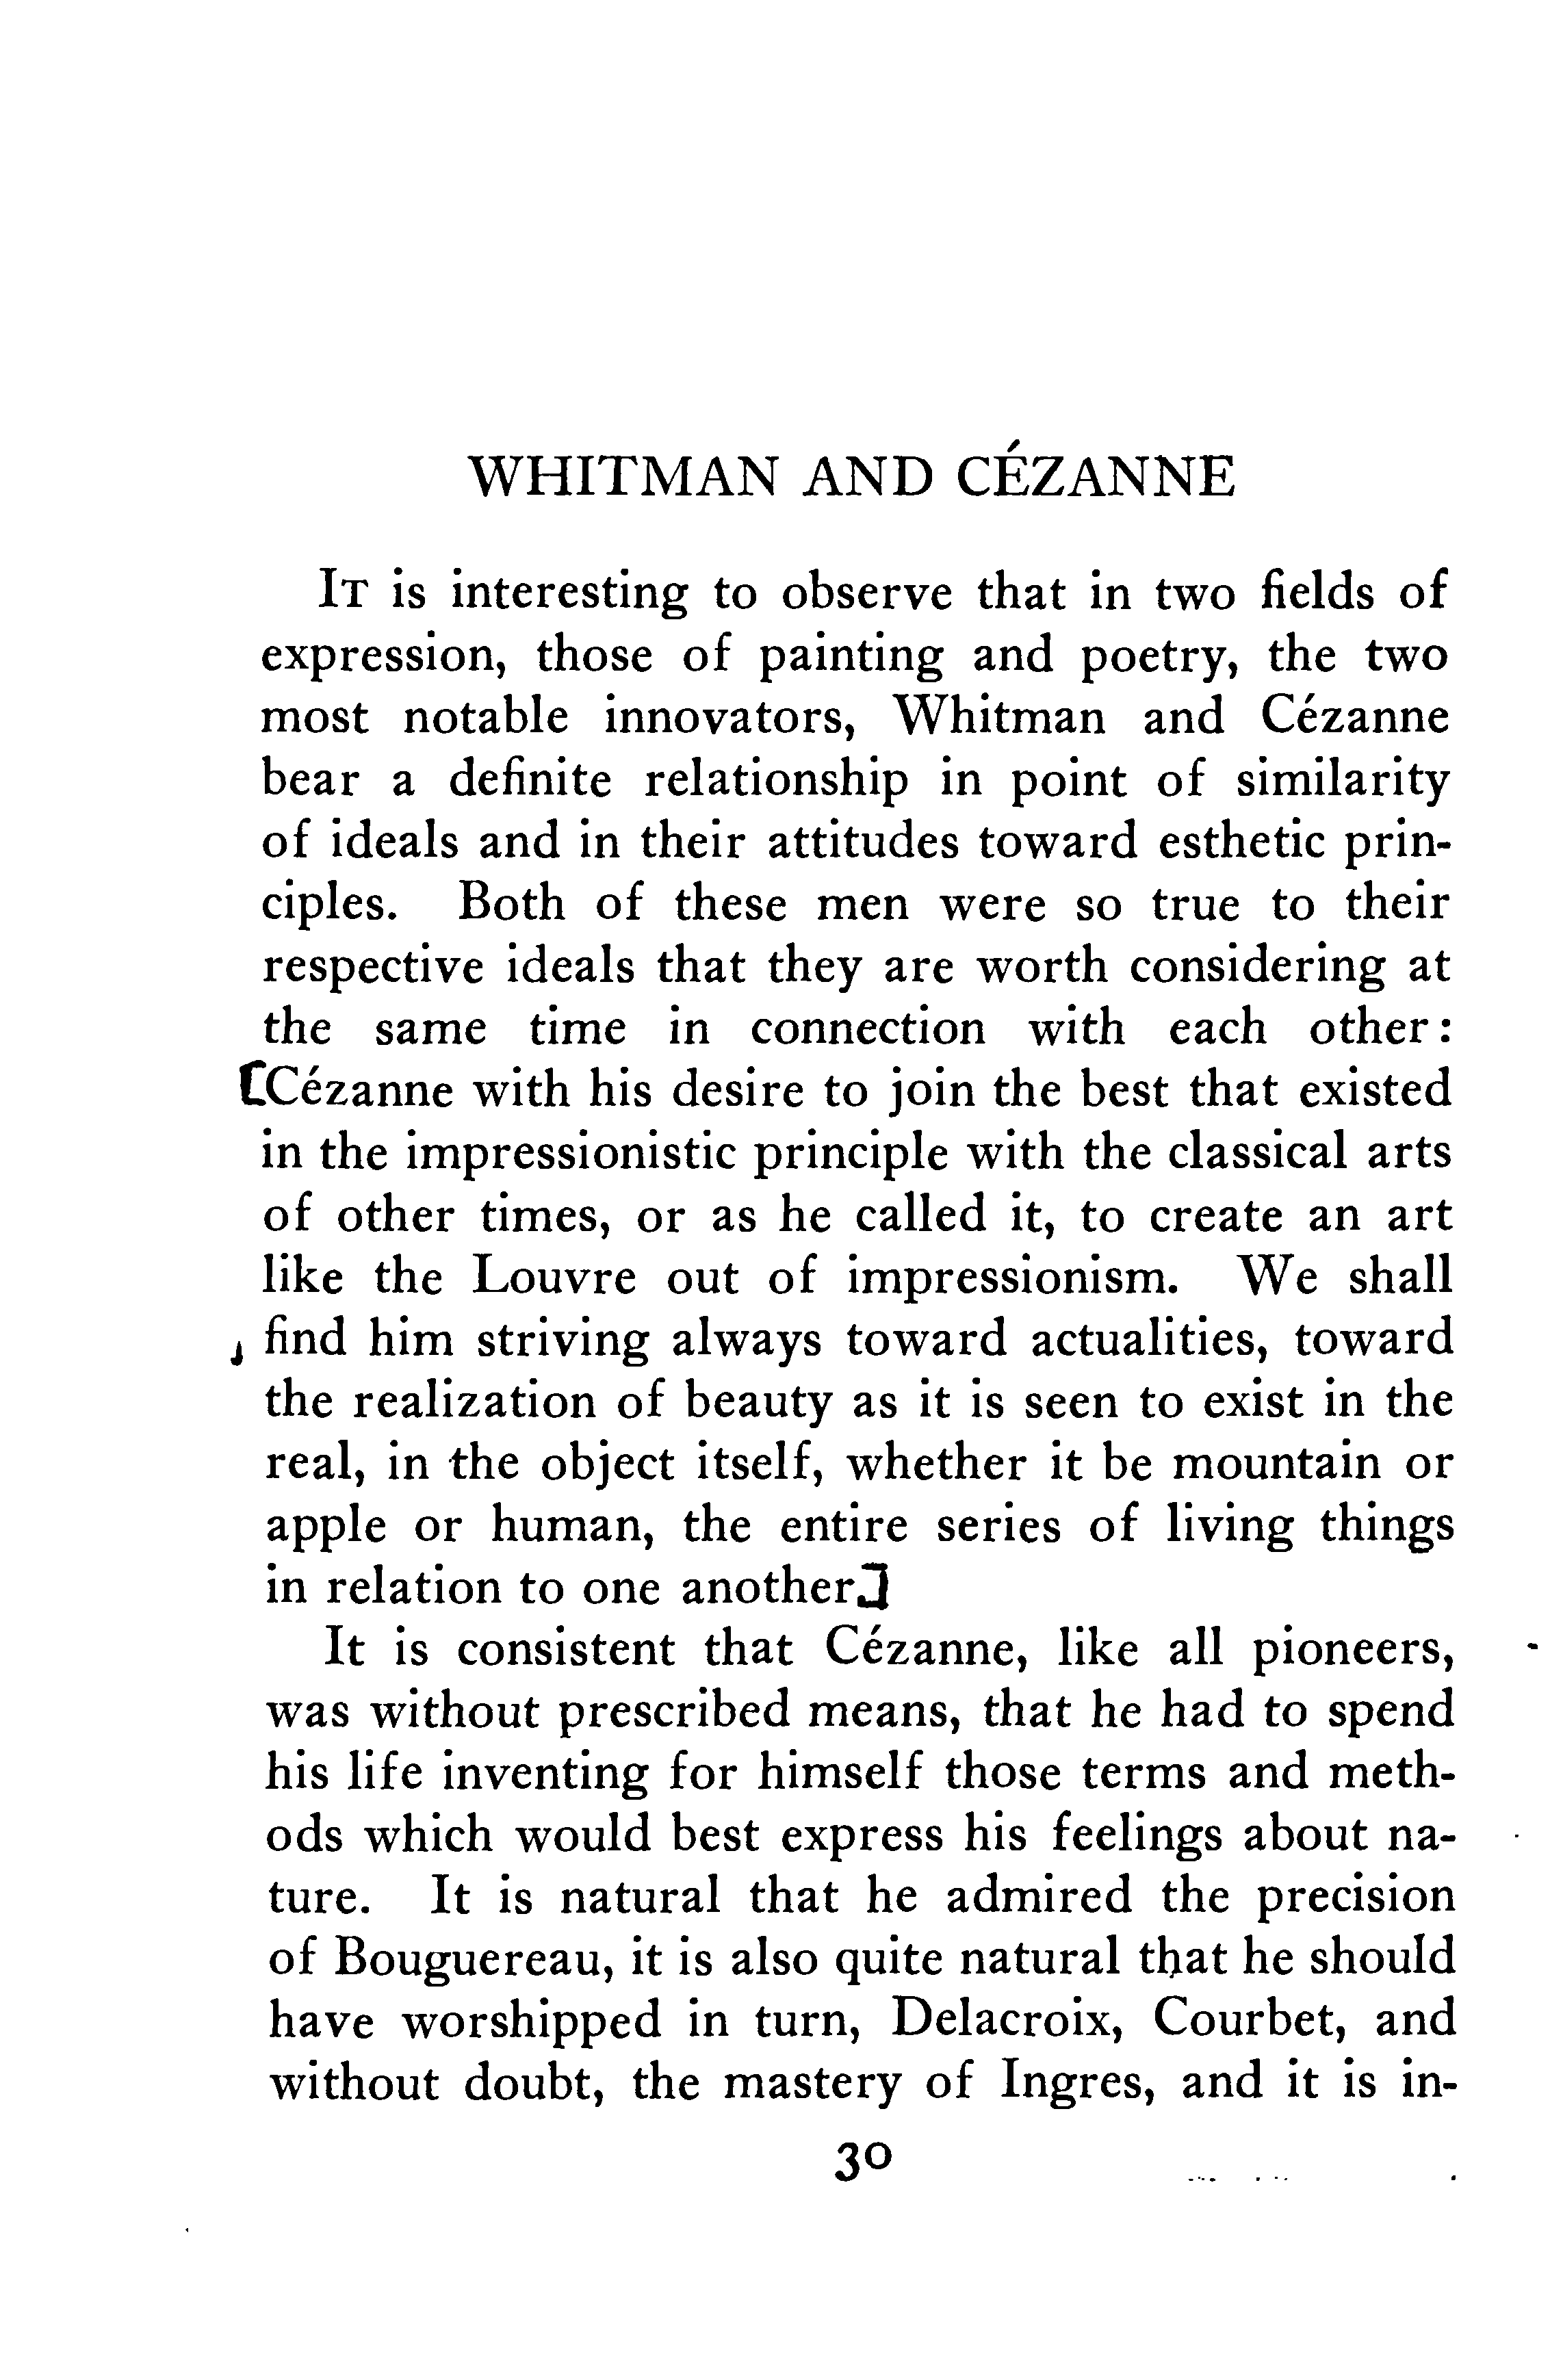 WHITMAN AND CÉZANNE
IT is interesting to observe that in two fields of
expression, those of painting and poetry, the two
most notable innovators, Whitman and Cézanne
bear a definite relationship in point of similarity
of ideals and in their attitudes toward esthetic prin-
ciples. Both of these men were so true to their
respective ideals that they are worth considering at
the same time in connection with each other:
[Cézanne with his desire to join the best that existed
in the impressionistic principle with the classical arts
of other times, or as he called it, to create an art
like the Louvre out of impressionism. We shall
find him striving always toward actualities, toward
the realization of beauty as it is seen to exist in the
real, in the object itself, whether it be mountain or
apple or human, the entire series of living things
in relation to one another.]
It is consistent that Cézanne, like all pioneers,
was without prescribed means, that he had to spend
his life inventing for himself those terms and meth-
ods which would best express his feelings about na-
ture. It is natural that he admired the precision
of Bouguereau, it is also quite natural that he should
have worshipped in turn, Delacroix, Courbet, and
without doubt, the mastery of Ingres, and it is in-
30